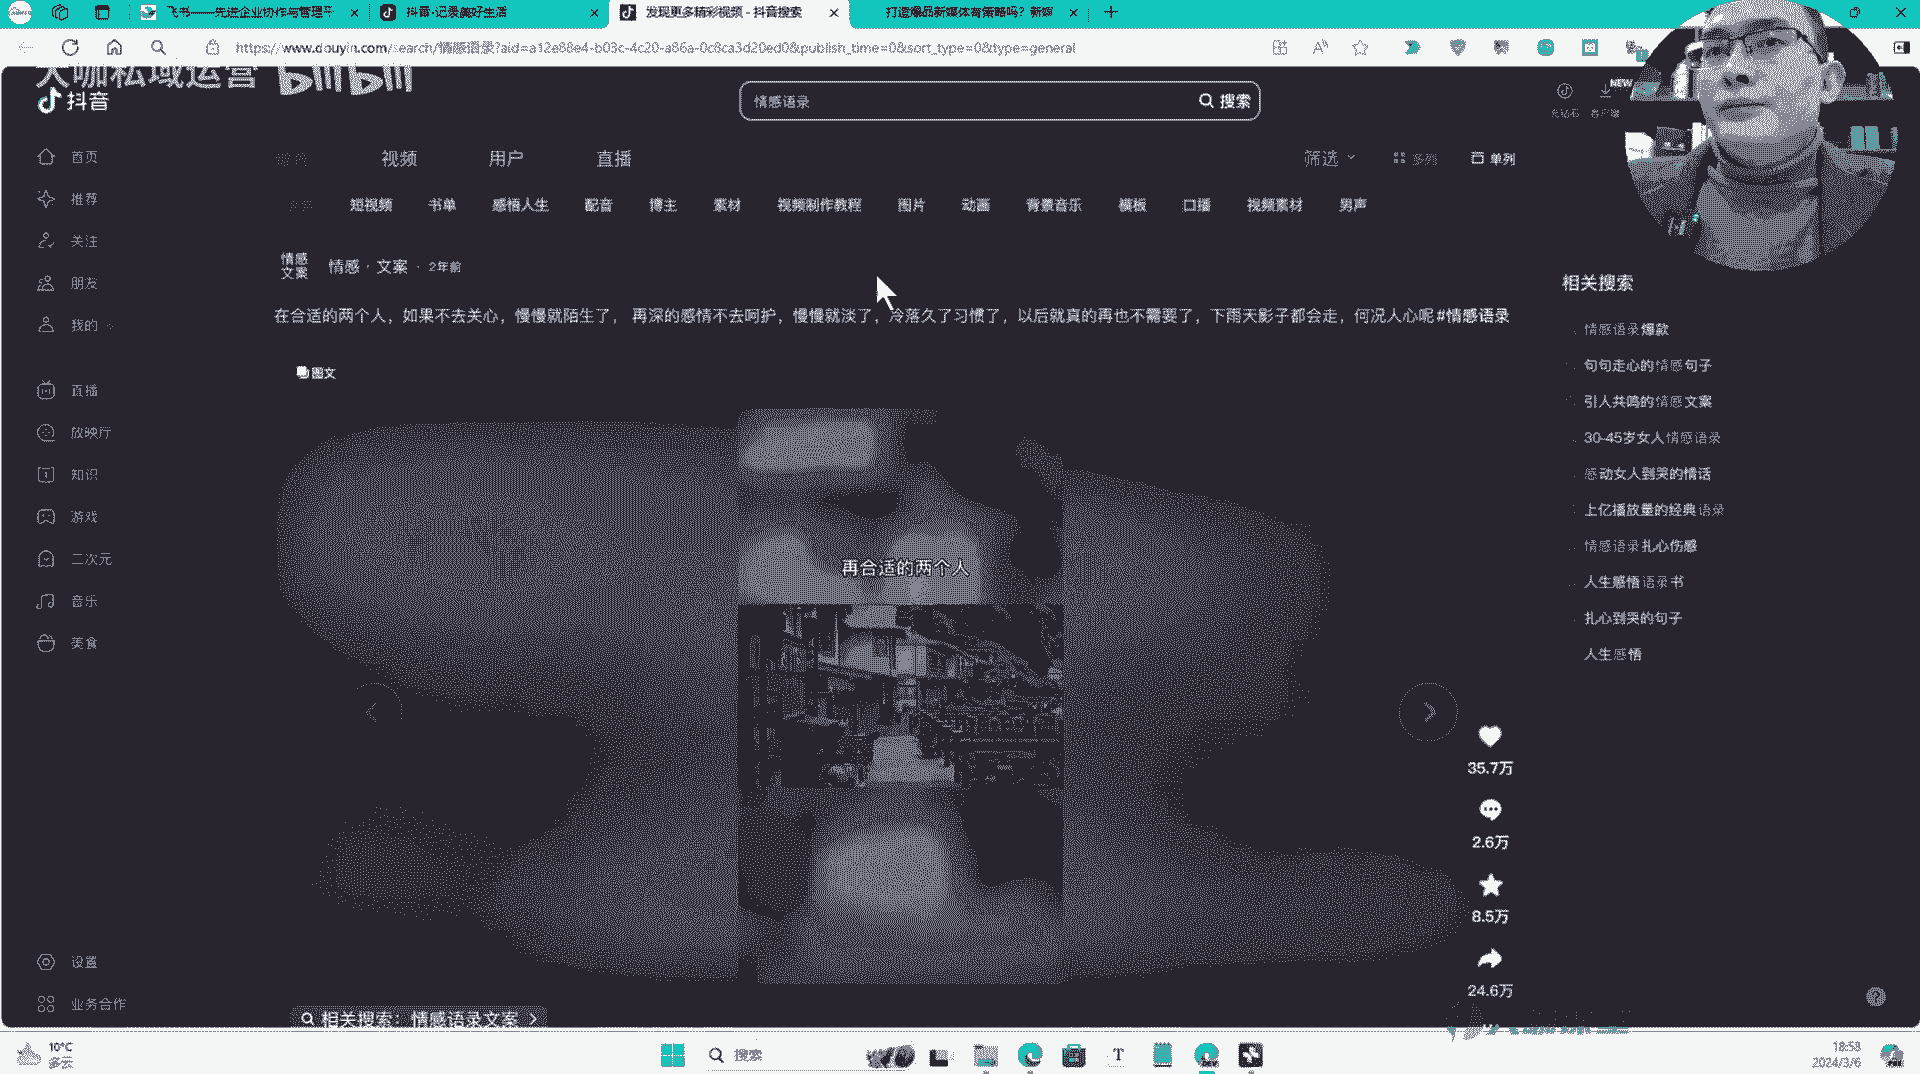 飞书——先进企业协作与管理平
抖音-记录美好生活
发现更多精彩视频 - 抖音搜索
打造爆品新媒体有策略吗？新媒
https://www.douyin.com/search/情感语录?aid=a12e88e4-b03c-4c20-a86a-0c8ca3d20ed0&publish_time=0&sort_type=0&type=general
大咖私域运营 bilibili
抖音
情感语录
搜索
NEW
客户端
首页
推荐
关注
朋友
我的
直播
放映厅
知识
游戏
二次元
音乐
美食
设置
业务合作
视频
用户
直播
筛选
多列
单列
短视频
书单
感悟人生
配音
博主
素材
视频制作教程
图片
动画
背景音乐
模板
口播
视频素材
男声
情感
文案
情感·文案 · 2年前
在合适的两个人，如果不去关心，慢慢就陌生了， 再深的感情不去呵护，慢慢就淡了，冷落久了习惯了，以后就真的再也不需要了，下雨天影子都会走，何况人心呢#情感语录
图文
再合适的两个人
35.7万
2.6万
8.5万
24.6万
相关搜索：情感语录文案
相关搜索
情感语录爆款
句句走心的情感句子
引人共鸣的情感文案
30-45岁女人情感语录
感动女人到哭的情话
上亿播放量的经典语录
情感语录扎心伤感
人生感悟语录书
扎心到哭的句子
人生感悟
10°C
多云
搜索
18:58
2024/3/6